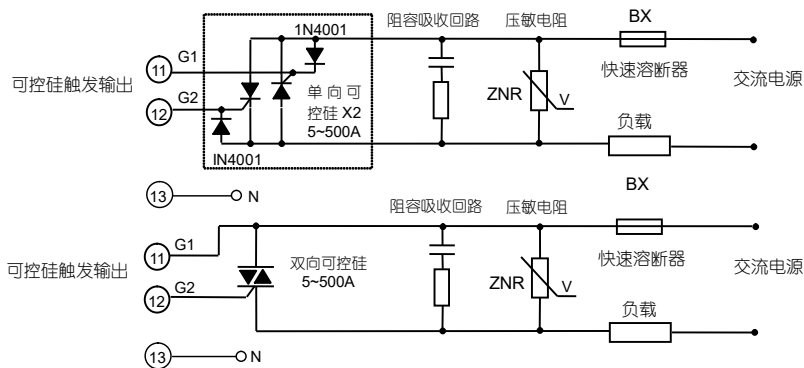 1N4001
阻容吸收回路
压敏电阻
BX
11
G1
快速溶断器
可控硅触发输出
单向可
控硅 X2
5~500A
ZNR
V
交流电源
12
G2
负载
IN4001
13
N
BX
阻容吸收回路
压敏电阻
11
G1
快速溶断器
可控硅触发输出
双向可控硅
5~500A
ZNR
V
交流电源
12
G2
负载
13
N